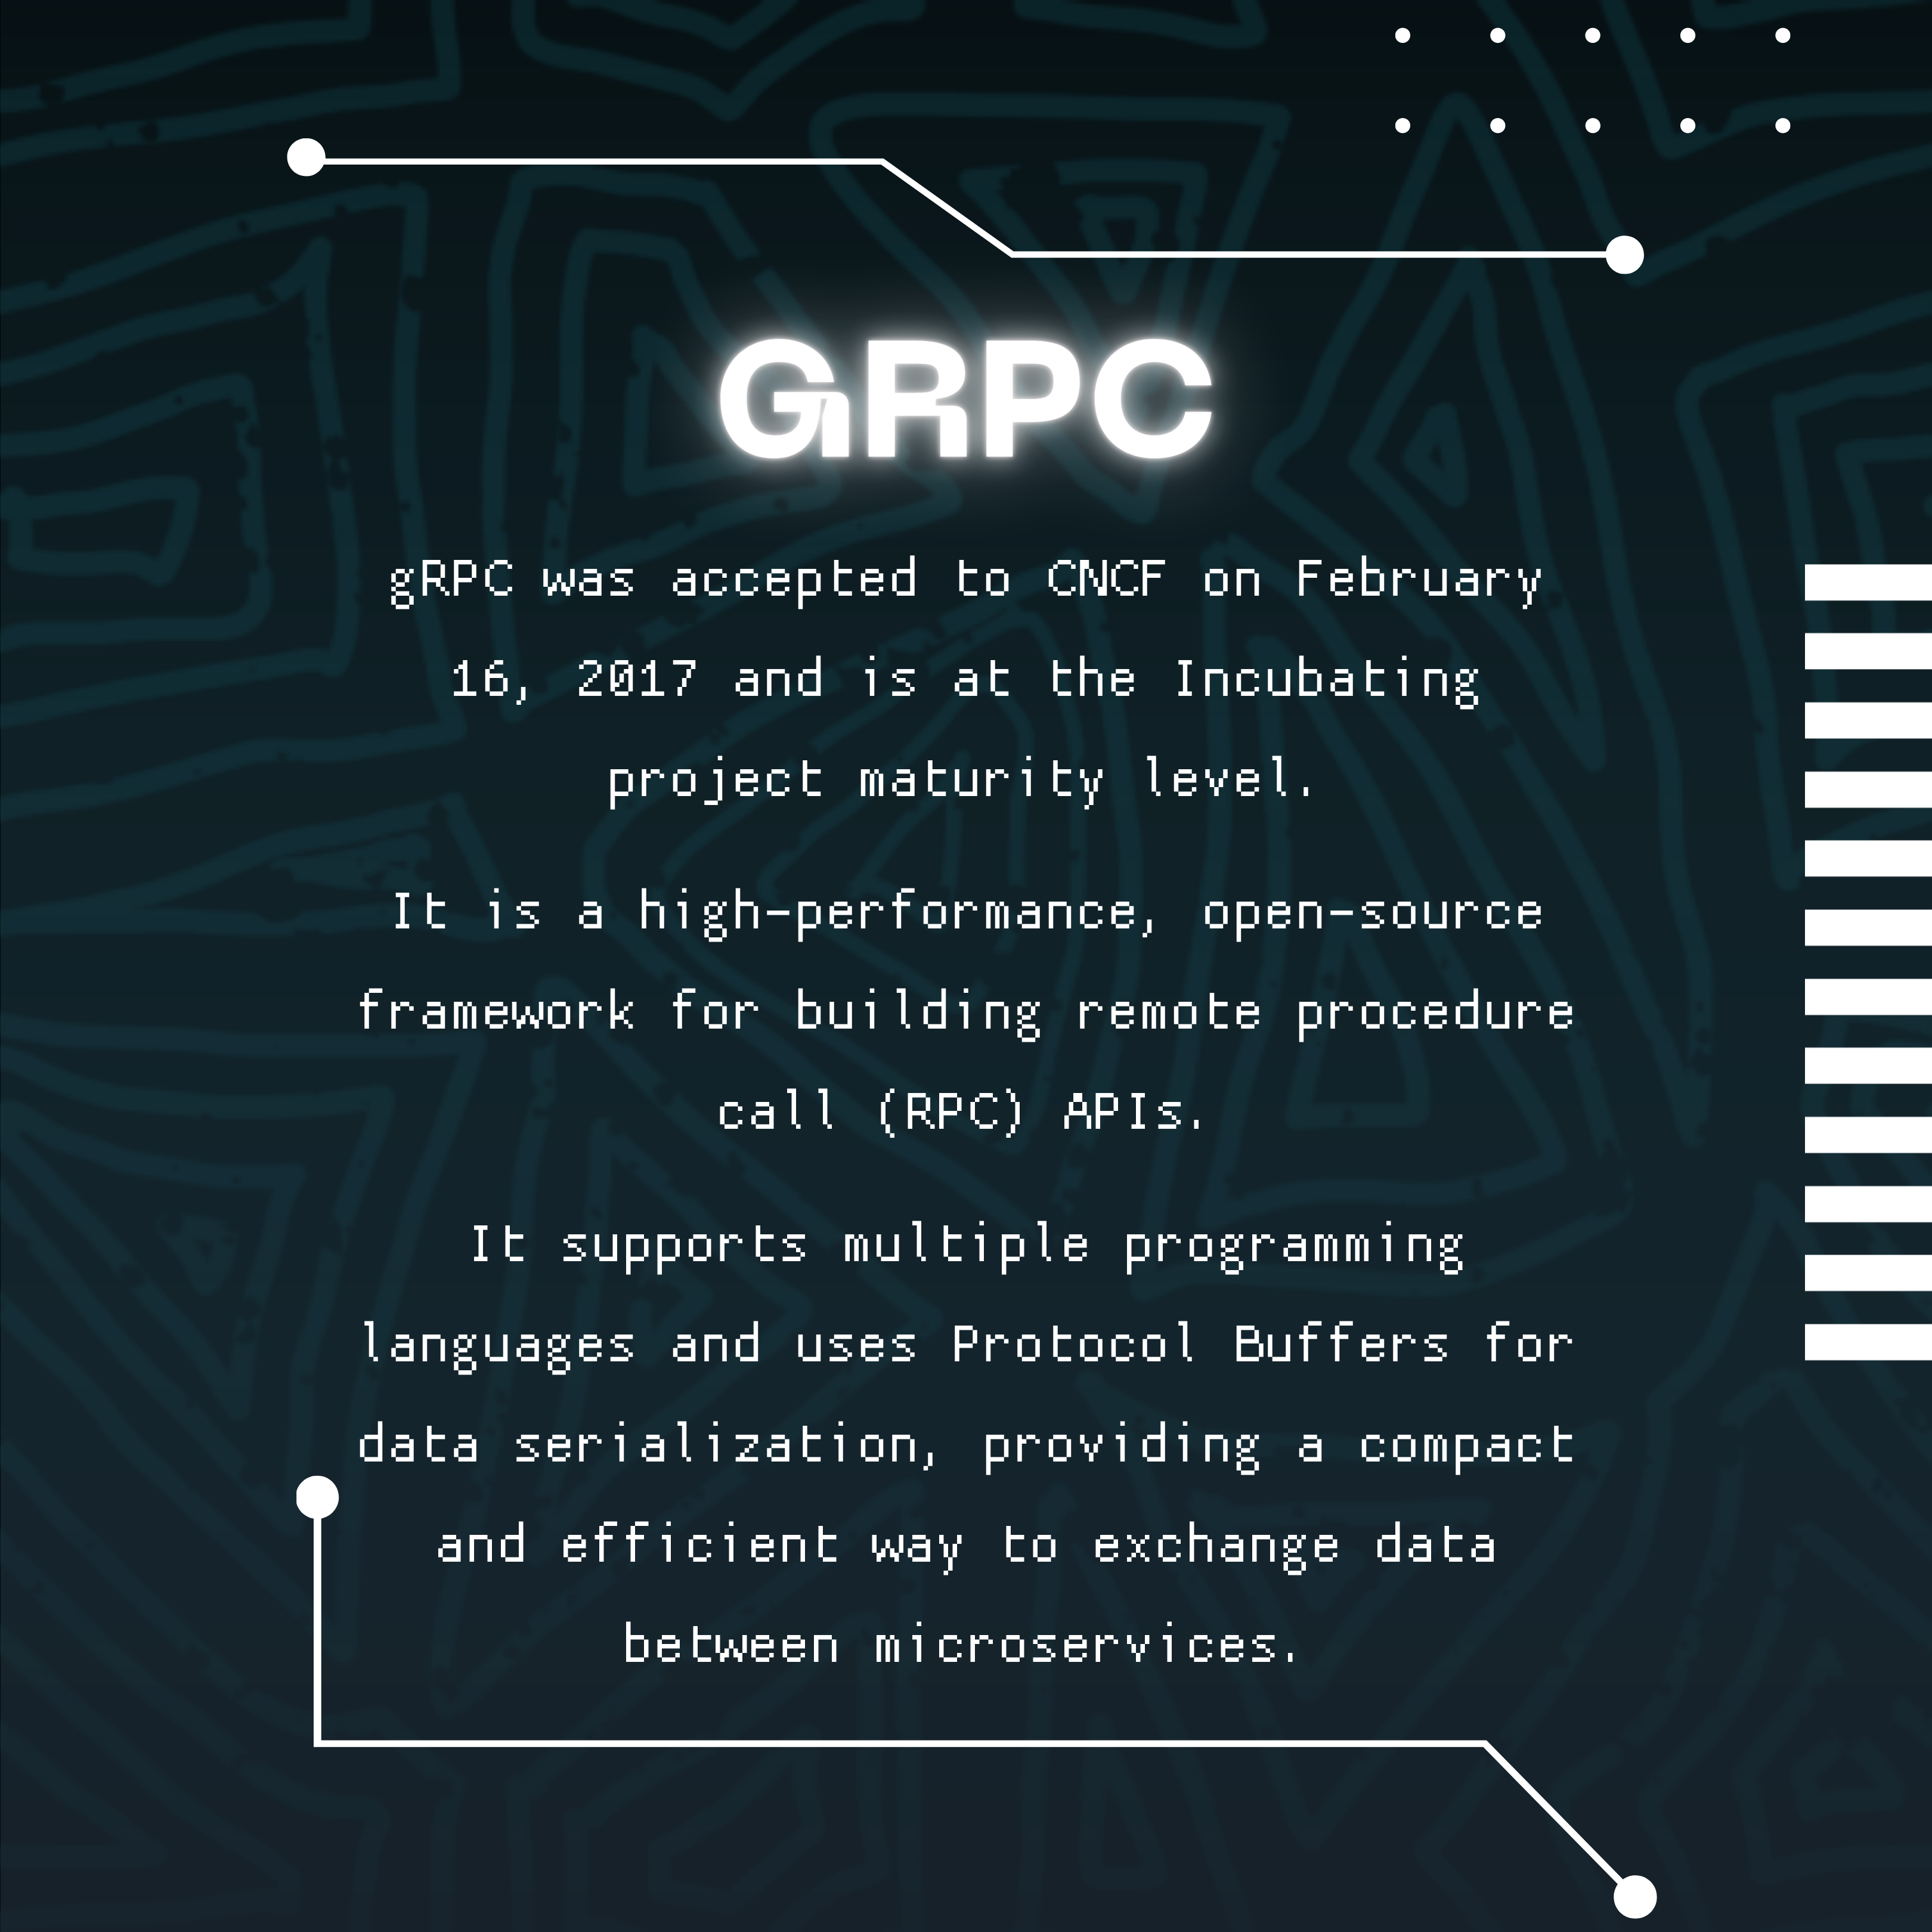 GRPC
gRPC was accepted to CNCF on February
16, 2017 and is at the Incubating
project maturity level.
It is a high-performance, open-source
framework for building remote procedure
call (RPC) APIs.
It supports multiple programming
languages and uses Protocol Buffers for
data serialization, providing a compact
and efficient way to exchange data
between microservices.